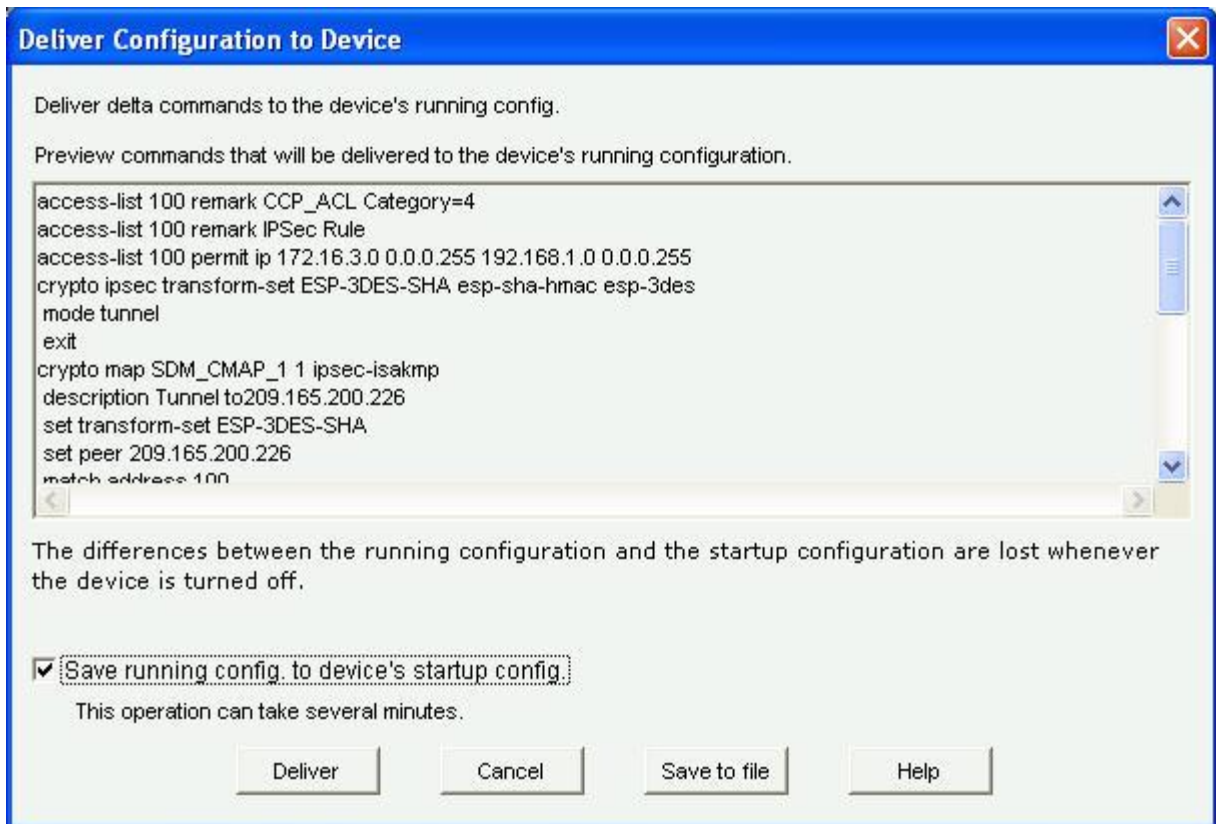 Deliver Configuration to Device
Deliver delta commands to the device's running config.
Preview commands that will be delivered to the device's running configuration.
access-list 100 remark CCP_ACL Category=4
access-list 100 remark IPSec Rule
access-list 100 permit ip 172.16.3.0 0.0.0.255 192.168.1.0 0.0.0.255
crypto ipsec transform-set ESP-3DES-SHA esp-sha-hmac esp-3des
mode tunnel
exit
crypto map SDM_CMAP_1 1 ipsec-isakmp
description Tunnel to209.165.200.226
set transform-set ESP-3DES-SHA
set peer 209.165.200.226
match address 100
The differences between the running configuration and the startup configuration are lost whenever
the device is turned off.
Save running config. to device's startup config.
This operation can take several minutes.
Deliver Cancel Save to file Help